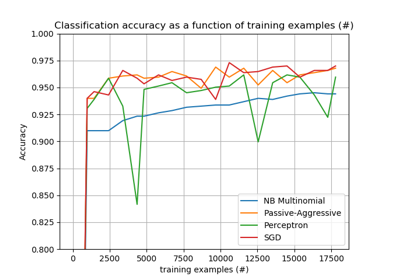 Classification accuracy as a function of training examples (#)
1.000
0.975
0.950
0.925
0.900
0.875
0.850
0.825
0.800
Accuracy
NB Multinomial
Passive-Aggressive
Perceptron
SGD
0 2500 5000 7500 10000 12500 15000 17500
training examples (#)